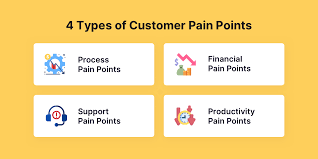 4 Types of Customer Pain Points
Process
Pain Points
Financial
Pain Points
Support
Pain Points
Productivity
Pain Points